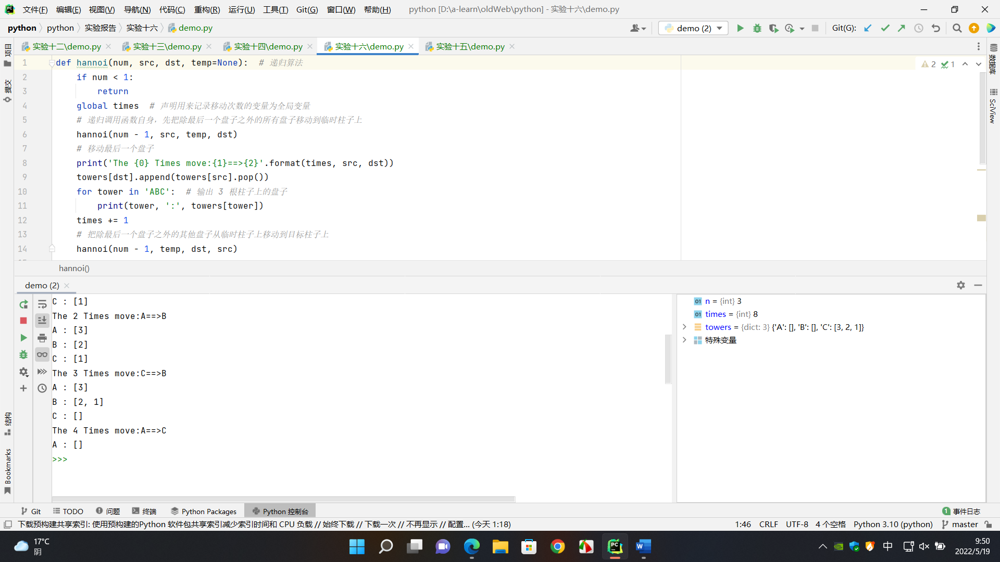 文件(F) 编辑(E) 视图(V) 导航(N) 代码(C) 重构(R) 运行(U) 工具(T) Git(G) 窗口(W) 帮助(H) python [D:\a-learn\oldWeb\python] - 实验十六\demo.py
python python 实验报告 实验十六 demo.py demo (2) Git(G):
实验十二\demo.py 实验十三\demo.py 实验十四\demo.py 实验十六\demo.py 实验十五\demo.py
项目
提交
结构
Bookmarks
数据库
SciView
2 1
1 def hannoi(num, src, dst, temp=None):  # 递归算法
2     if num < 1:
3         return
4     global times  # 声明用来记录移动次数的变量为全局变量
5     # 递归调用函数自身，先把除最后一个盘子之外的所有盘子移动到临时柱子上
6     hannoi(num - 1, src, temp, dst)
7     # 移动最后一个盘子
8     print('The {0} Times move:{1}==>{2}'.format(times, src, dst))
9     towers[dst].append(towers[src].pop())
10     for tower in 'ABC':  # 输出 3 根柱子上的盘子
11         print(tower, ':', towers[tower])
12     times += 1
13     # 把除最后一个盘子之外的其他盘子从临时柱子上移动到目标柱子上
14     hannoi(num - 1, temp, dst, src)
hannoi()
demo (2)
C : [1]
The 2 Times move:A==>B
A : [3]
B : [2]
C : [1]
The 3 Times move:C==>B
A : [3]
B : [2, 1]
C : []
The 4 Times move:A==>C
A : []
>>>
n = {int} 3
times = {int} 8
towers = {dict: 3} {'A': [], 'B': [], 'C': [3, 2, 1]}
特殊变量
Git TODO 问题 终端 Python Packages Python 控制台 1 事件日志
下载预构建共享索引: 使用预构建的Python 软件包共享索引减少索引时间和 CPU 负载 // 始终下载 // 下载一次 // 不再显示 // 配置... (今天 1:18) 1:46 CRLF UTF-8 4 个空格 Python 3.10 (python) master
17°C
阴
中
9:50
2022/5/19